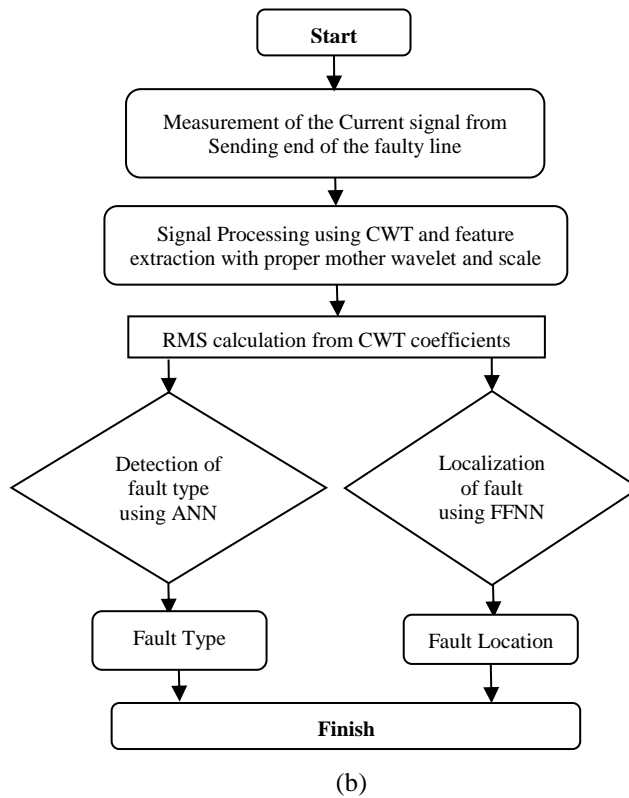 Start
Measurement of the Current signal from
Sending end of the faulty line
Signal Processing using CWT and feature
extraction with proper mother wavelet and scale
RMS calculation from CWT coefficients
Detection of
fault type
using ANN
Localization
of fault
using FFNN
Fault Type
Fault Location
Finish
(b)